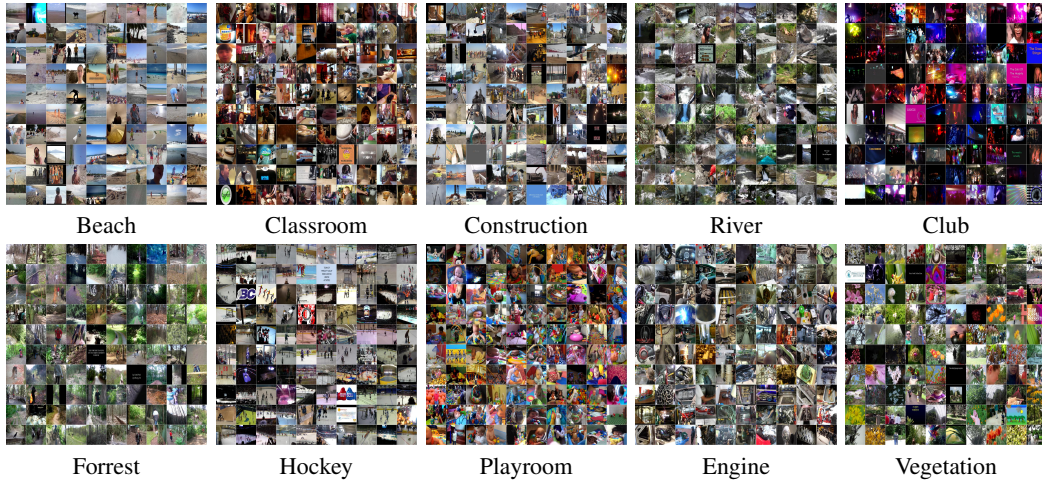 Beach
Classroom
Construction
River
Club
Forrest
Hockey
Playroom
Engine
Vegetation